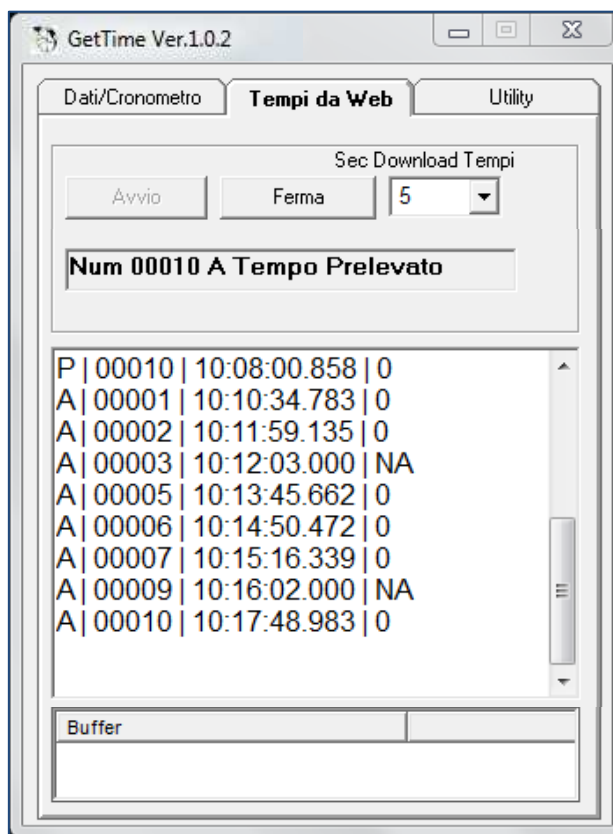 GetTime Ver.1.0.2
Dati/Cronometro Tempi da Web Utility
Sec Download Tempi
Avvio Ferma 5
Num 00010 A Tempo Prelevato
P | 00010 | 10:08:00.858 | 0
A | 00001 | 10:10:34.783 | 0
A | 00002 | 10:11:59.135 | 0
A | 00003 | 10:12:03.000 | NA
A | 00005 | 10:13:45.662 | 0
A | 00006 | 10:14:50.472 | 0
A | 00007 | 10:15:16.339 | 0
A | 00009 | 10:16:02.000 | NA
A | 00010 | 10:17:48.983 | 0
Buffer